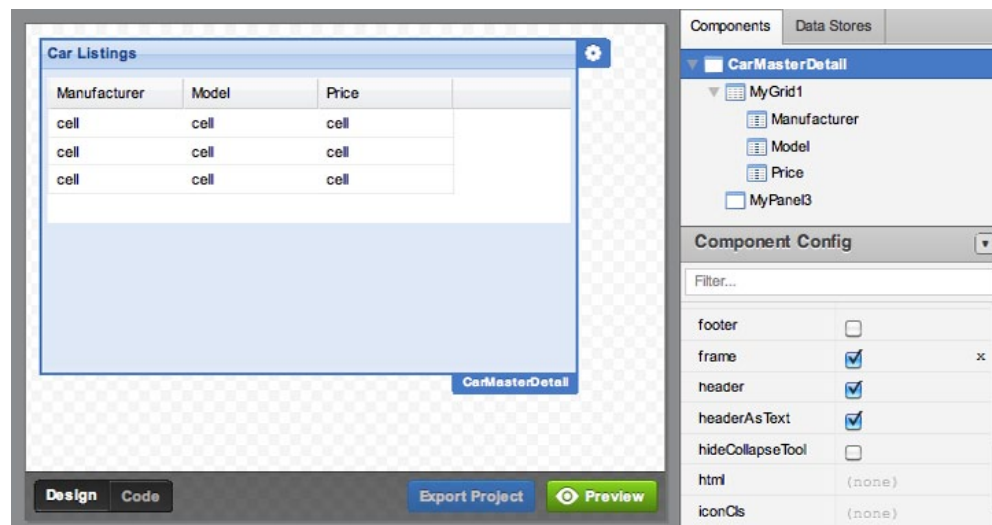 Car Listings
Manufacturer Model Price
cell cell cell
cell cell cell
cell cell cell
CarMasterDetail
Design Code Export Project Preview
Components Data Stores
CarMasterDetail
MyGrid1
Manufacturer
Model
Price
MyPanel3
Component Config
Filter...
footer
frame x
header
headerAsText
hideCollapseTool
html (none)
iconCls (none)